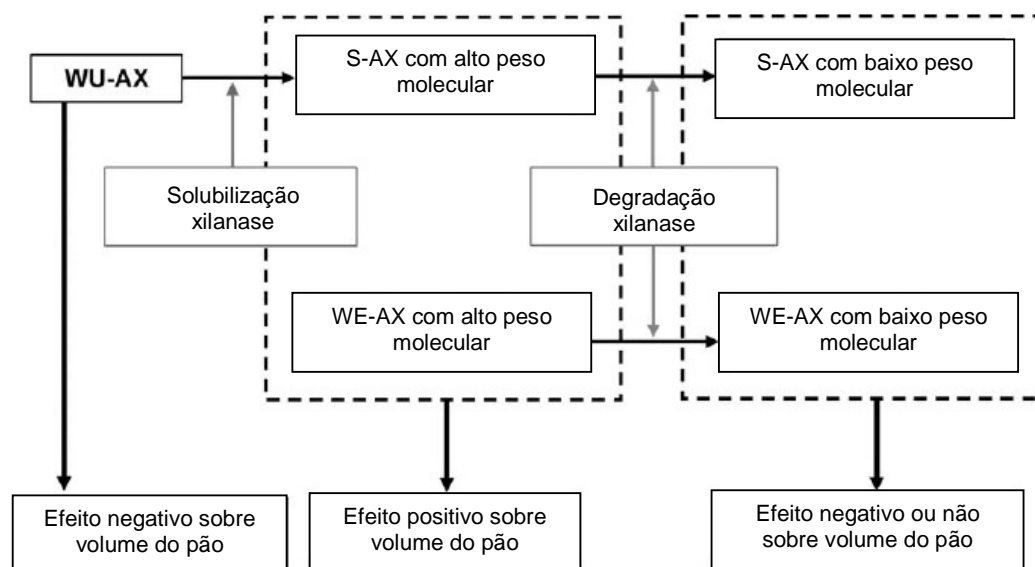 WU-AX
S-AX com alto peso
molecular
S-AX com baixo peso
molecular
Solubilização
xilanase
Degradação
xilanase
WE-AX com alto peso
molecular
WE-AX com baixo peso
molecular
Efeito negativo sobre
volume do pão
Efeito positivo sobre
volume do pão
Efeito negativo ou não
sobre volume do pão